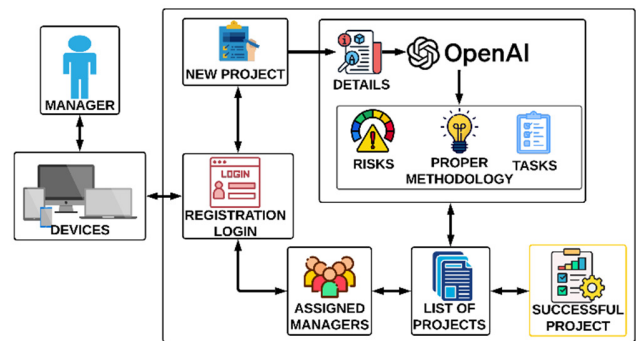 MANAGER
DEVICES
NEW PROJECT
LOGIN
REGISTRATION
LOGIN
DETAILS
OpenAI
RISKS
PROPER
METHODOLOGY
TASKS
ASSIGNED
MANAGERS
LIST OF
PROJECTS
SUCCESSFUL
PROJECT